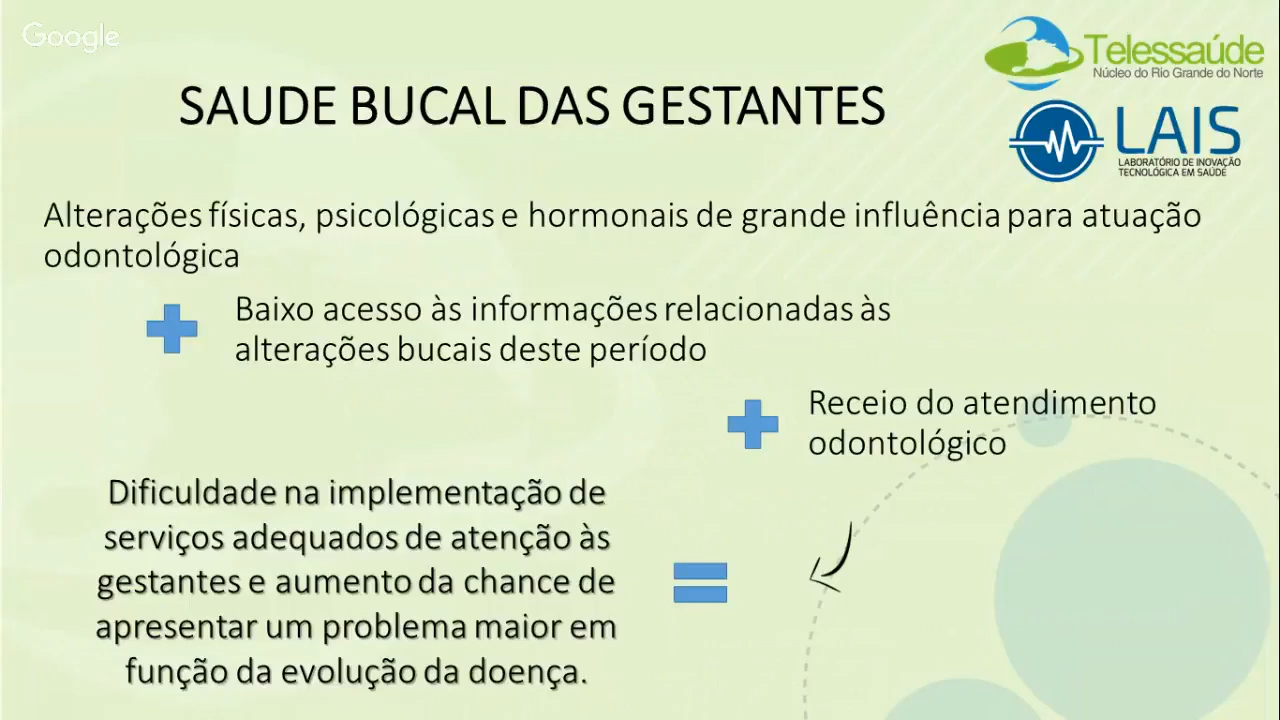 Google
Telessaúde
Núcleo do Rio Grande do Norte
SAUDE BUCAL DAS GESTANTES
LAIS
LABORATÓRIO DE INOVAÇÃO
TECNOLÓGICA EM SAÚDE
Alterações físicas, psicológicas e hormonais de grande influência para atuação
odontológica
Baixo acesso às informações relacionadas às
alterações bucais deste período
Receio do atendimento
odontológico
Dificuldade na implementação de
serviços adequados de atenção às
gestantes e aumento da chance de
apresentar um problema maior em
função da evolução da doença.